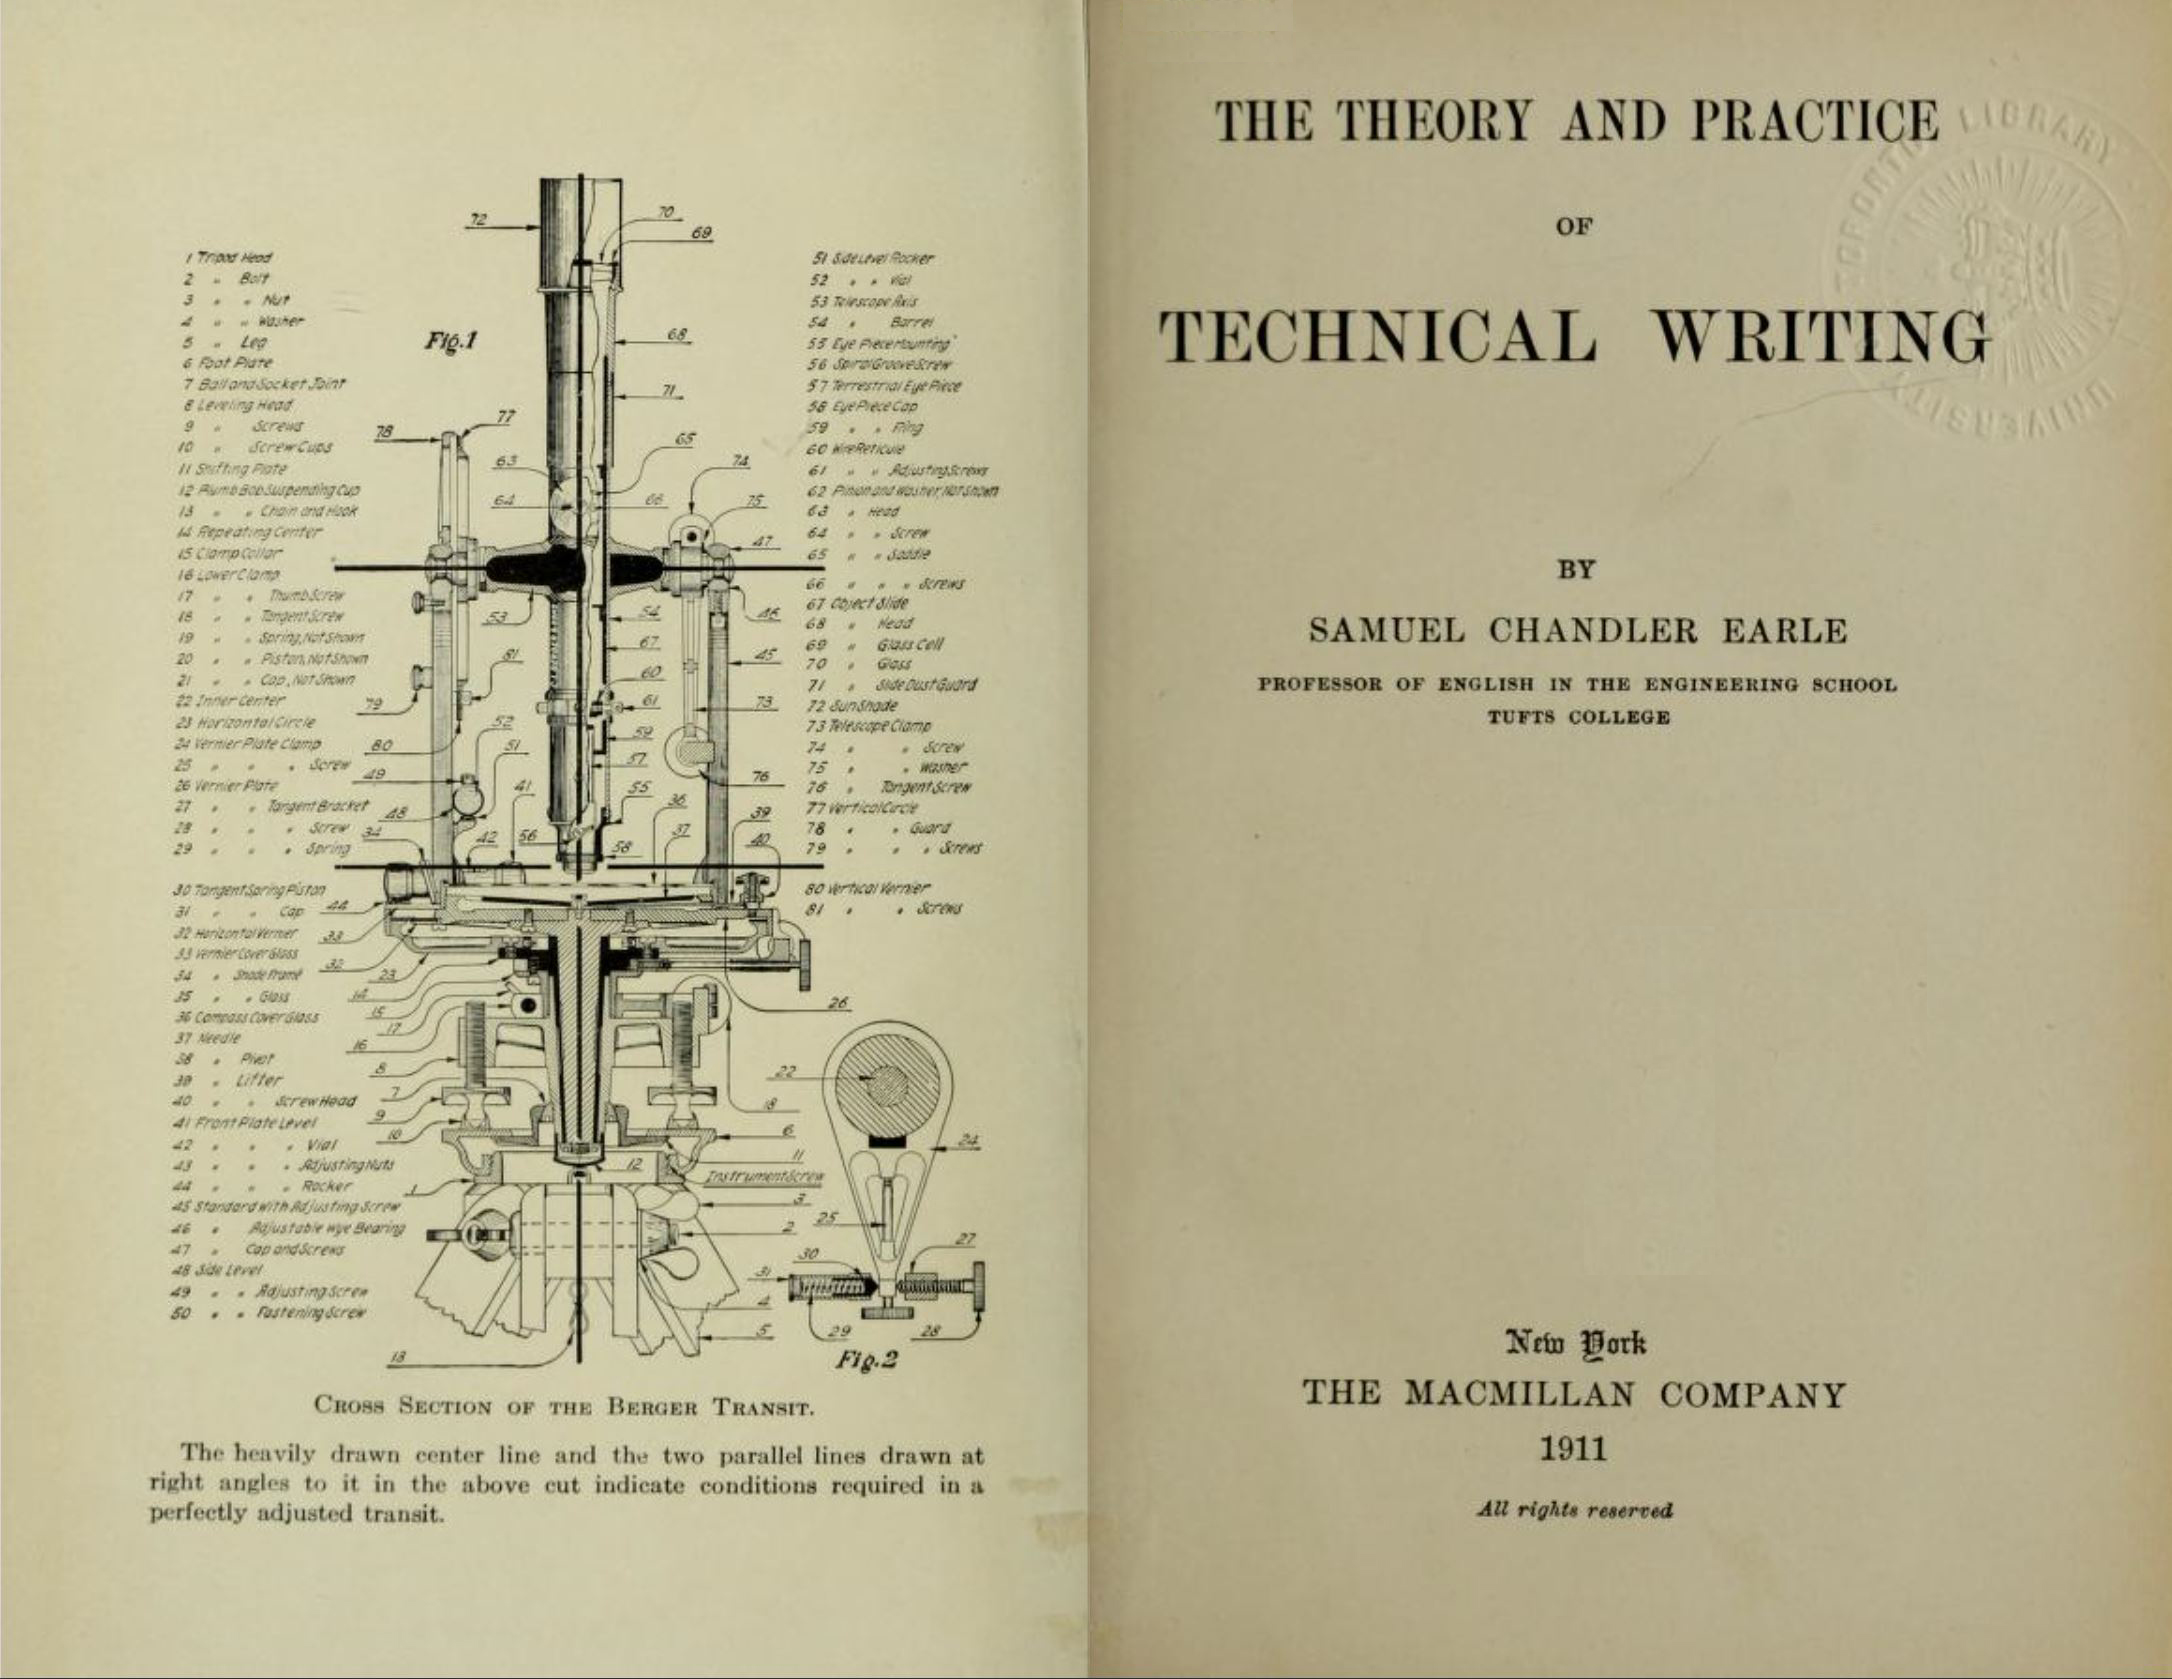 Fig.1
1 Tripod Head
2 " Bolt
3 " " Nut
4 " " Washer
5 " Leg
6 Foot Plate
7 Ball and Socket Joint
8 Leveling Head
9 " Screws
10 " Screw Cups
11 Shifting Plate
12 Plumb Bob Suspending Cup
13 " " Chain and Hook
14 Repeating Center
15 Clamp Collar
16 Lower Clamp
17 " " Thumb Screw
18 " " Tangent Screw
19 " " Spring, Not Shown
20 " " Piston, Not Shown
21 " " Cap, Not Shown
22 Inner Center
23 Horizontal Circle
24 Vernier Plate Clamp
25 " " " Screw
26 Vernier Plate
27 " " Tangent Bracket
28 " " " Screw
29 " " " Spring
30 Tangent Spring Piston
31 " " Cap
32 Horizontal Vernier
33 Vernier Cover Glass
34 " Shade Frame
35 " " Glass
36 Compass Cover Glass
37 Needle
38 " Pivot
39 " Lifter
40 " " Screw Head
41 Front Plate Level
42 " " " Vial
43 " " " Adjusting Nuts
44 " " " Rocker
45 Standard with Adjusting Screw
46 " Adjustable Wye Bearing
47 " Cap and Screws
48 Side Level
49 " " Adjusting Screw
50 " " Fastening Screw
51 Side Level Rocker
52 " " Vial
53 Telescope Axis
54 " Barrel
55 Eye Piece Mounting
56 Spiral Groove Screw
57 Terrestrial Eye Piece
58 Eye Piece Cap
59 " " Ring
60 Wire Reticule
61 " " Adjusting Screws
62 Pinion and Washer, Not Shown
63 " Head
64 " " Screw
65 " " Saddle
66 " " " Screws
67 Object Slide
68 " Head
69 " Glass Cell
70 " Glass
71 " Slide Dust Guard
72 Sun Shade
73 Telescope Clamp
74 " " Screw
75 " " Washer
76 " Tangent Screw
77 Vertical Circle
78 " " Guard
79 " " " Screws
80 Vertical Vernier
81 " " Screws
72
70
69
68
71
78
77
63
65
74
64
66
75
47
53
54
46
67
45
81
60
79
61
73
52
59
80
51
57
49
76
41
55
36
48
39
34
42
56
37
40
58
44
33
32
23
14
26
15
17
16
8
22
7
18
9
10
6
24
11
12
Instrument Screw
1
3
25
2
27
30
31
4
5
29
28
13
Fig.2
CROSS SECTION OF THE BERGER TRANSIT.
The heavily drawn center line and the two parallel lines drawn at
right angles to it in the above cut indicate conditions required in a
perfectly adjusted transit.
THE THEORY AND PRACTICE
OF
TECHNICAL WRITING
BY
SAMUEL CHANDLER EARLE
PROFESSOR OF ENGLISH IN THE ENGINEERING SCHOOL
TUFTS COLLEGE
New York
THE MACMILLAN COMPANY
1911
All rights reserved
UNIVERSITY
TORONTO
LIBRARY